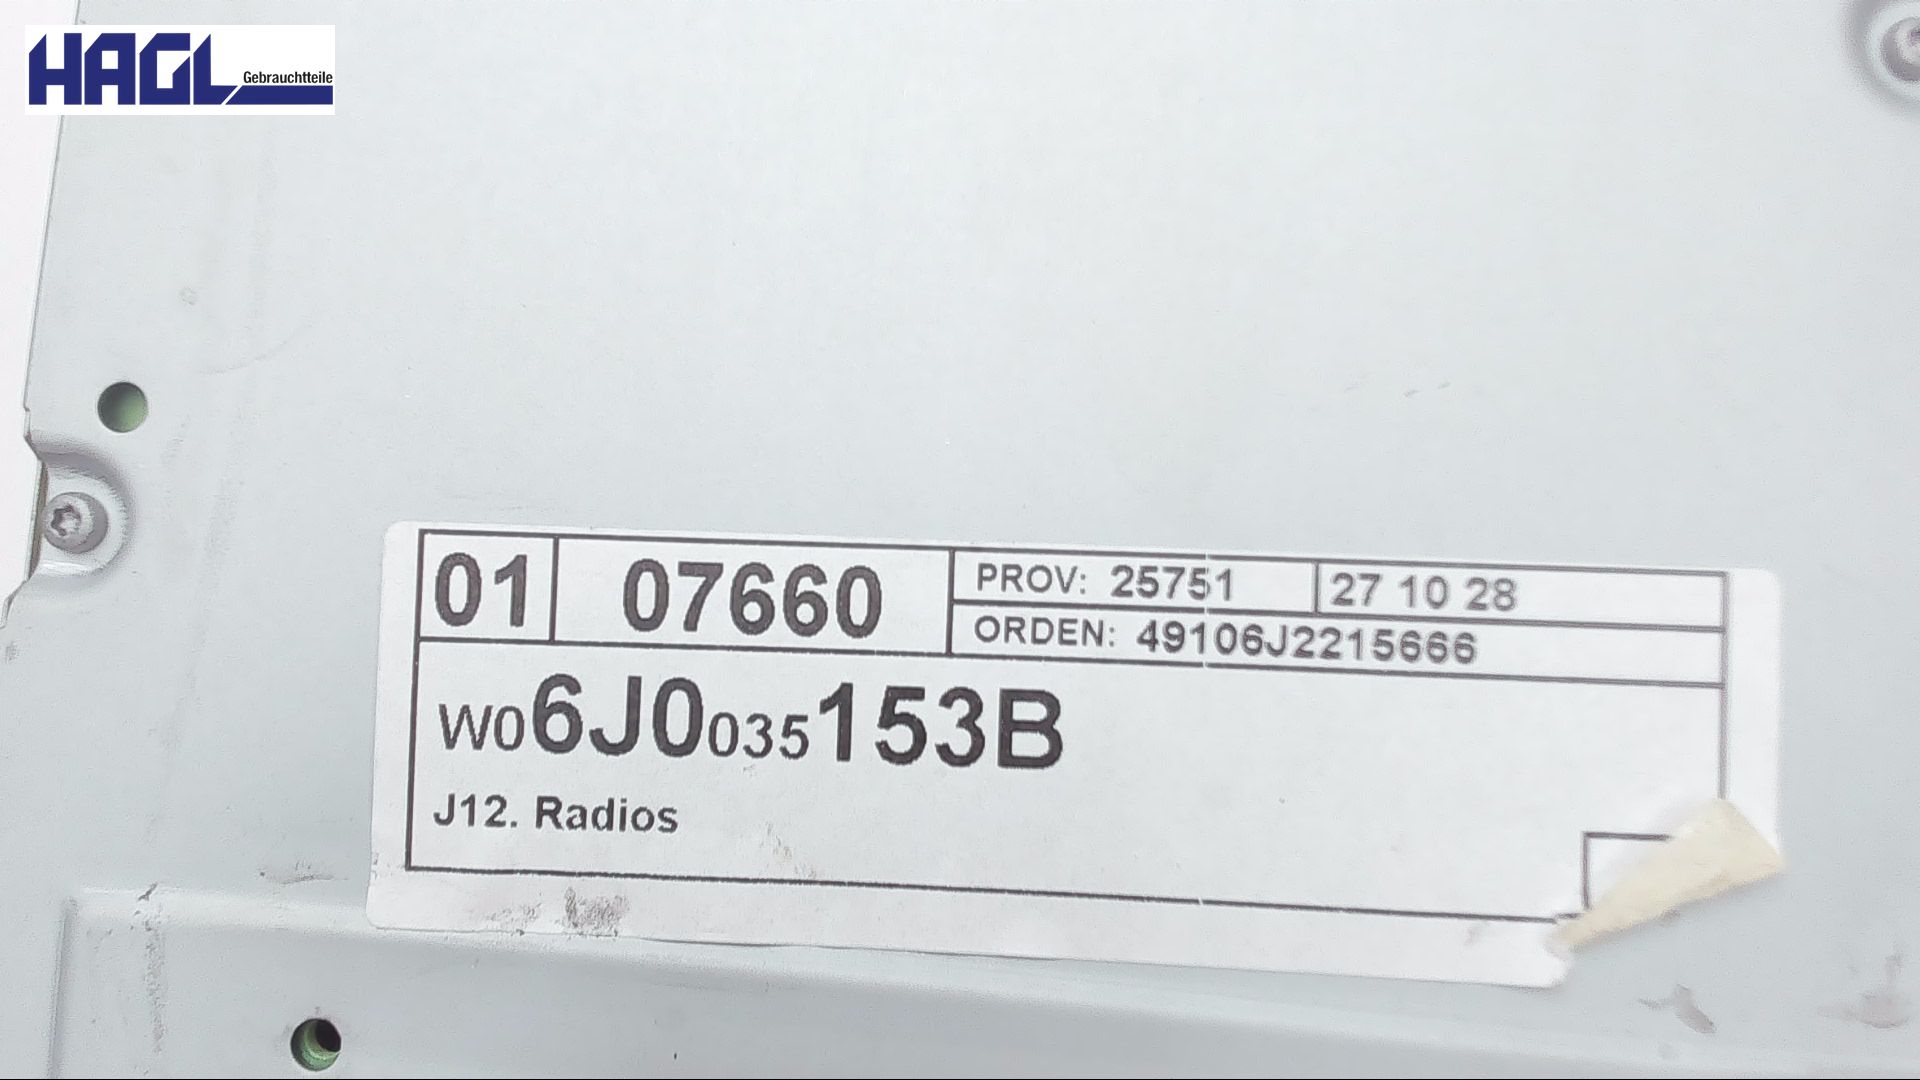 HAGL Gebrauchtteile
01 07660 PROV: 25751 27 10 28
ORDEN: 49106J2215666
W06J0035153B
J12. Radios